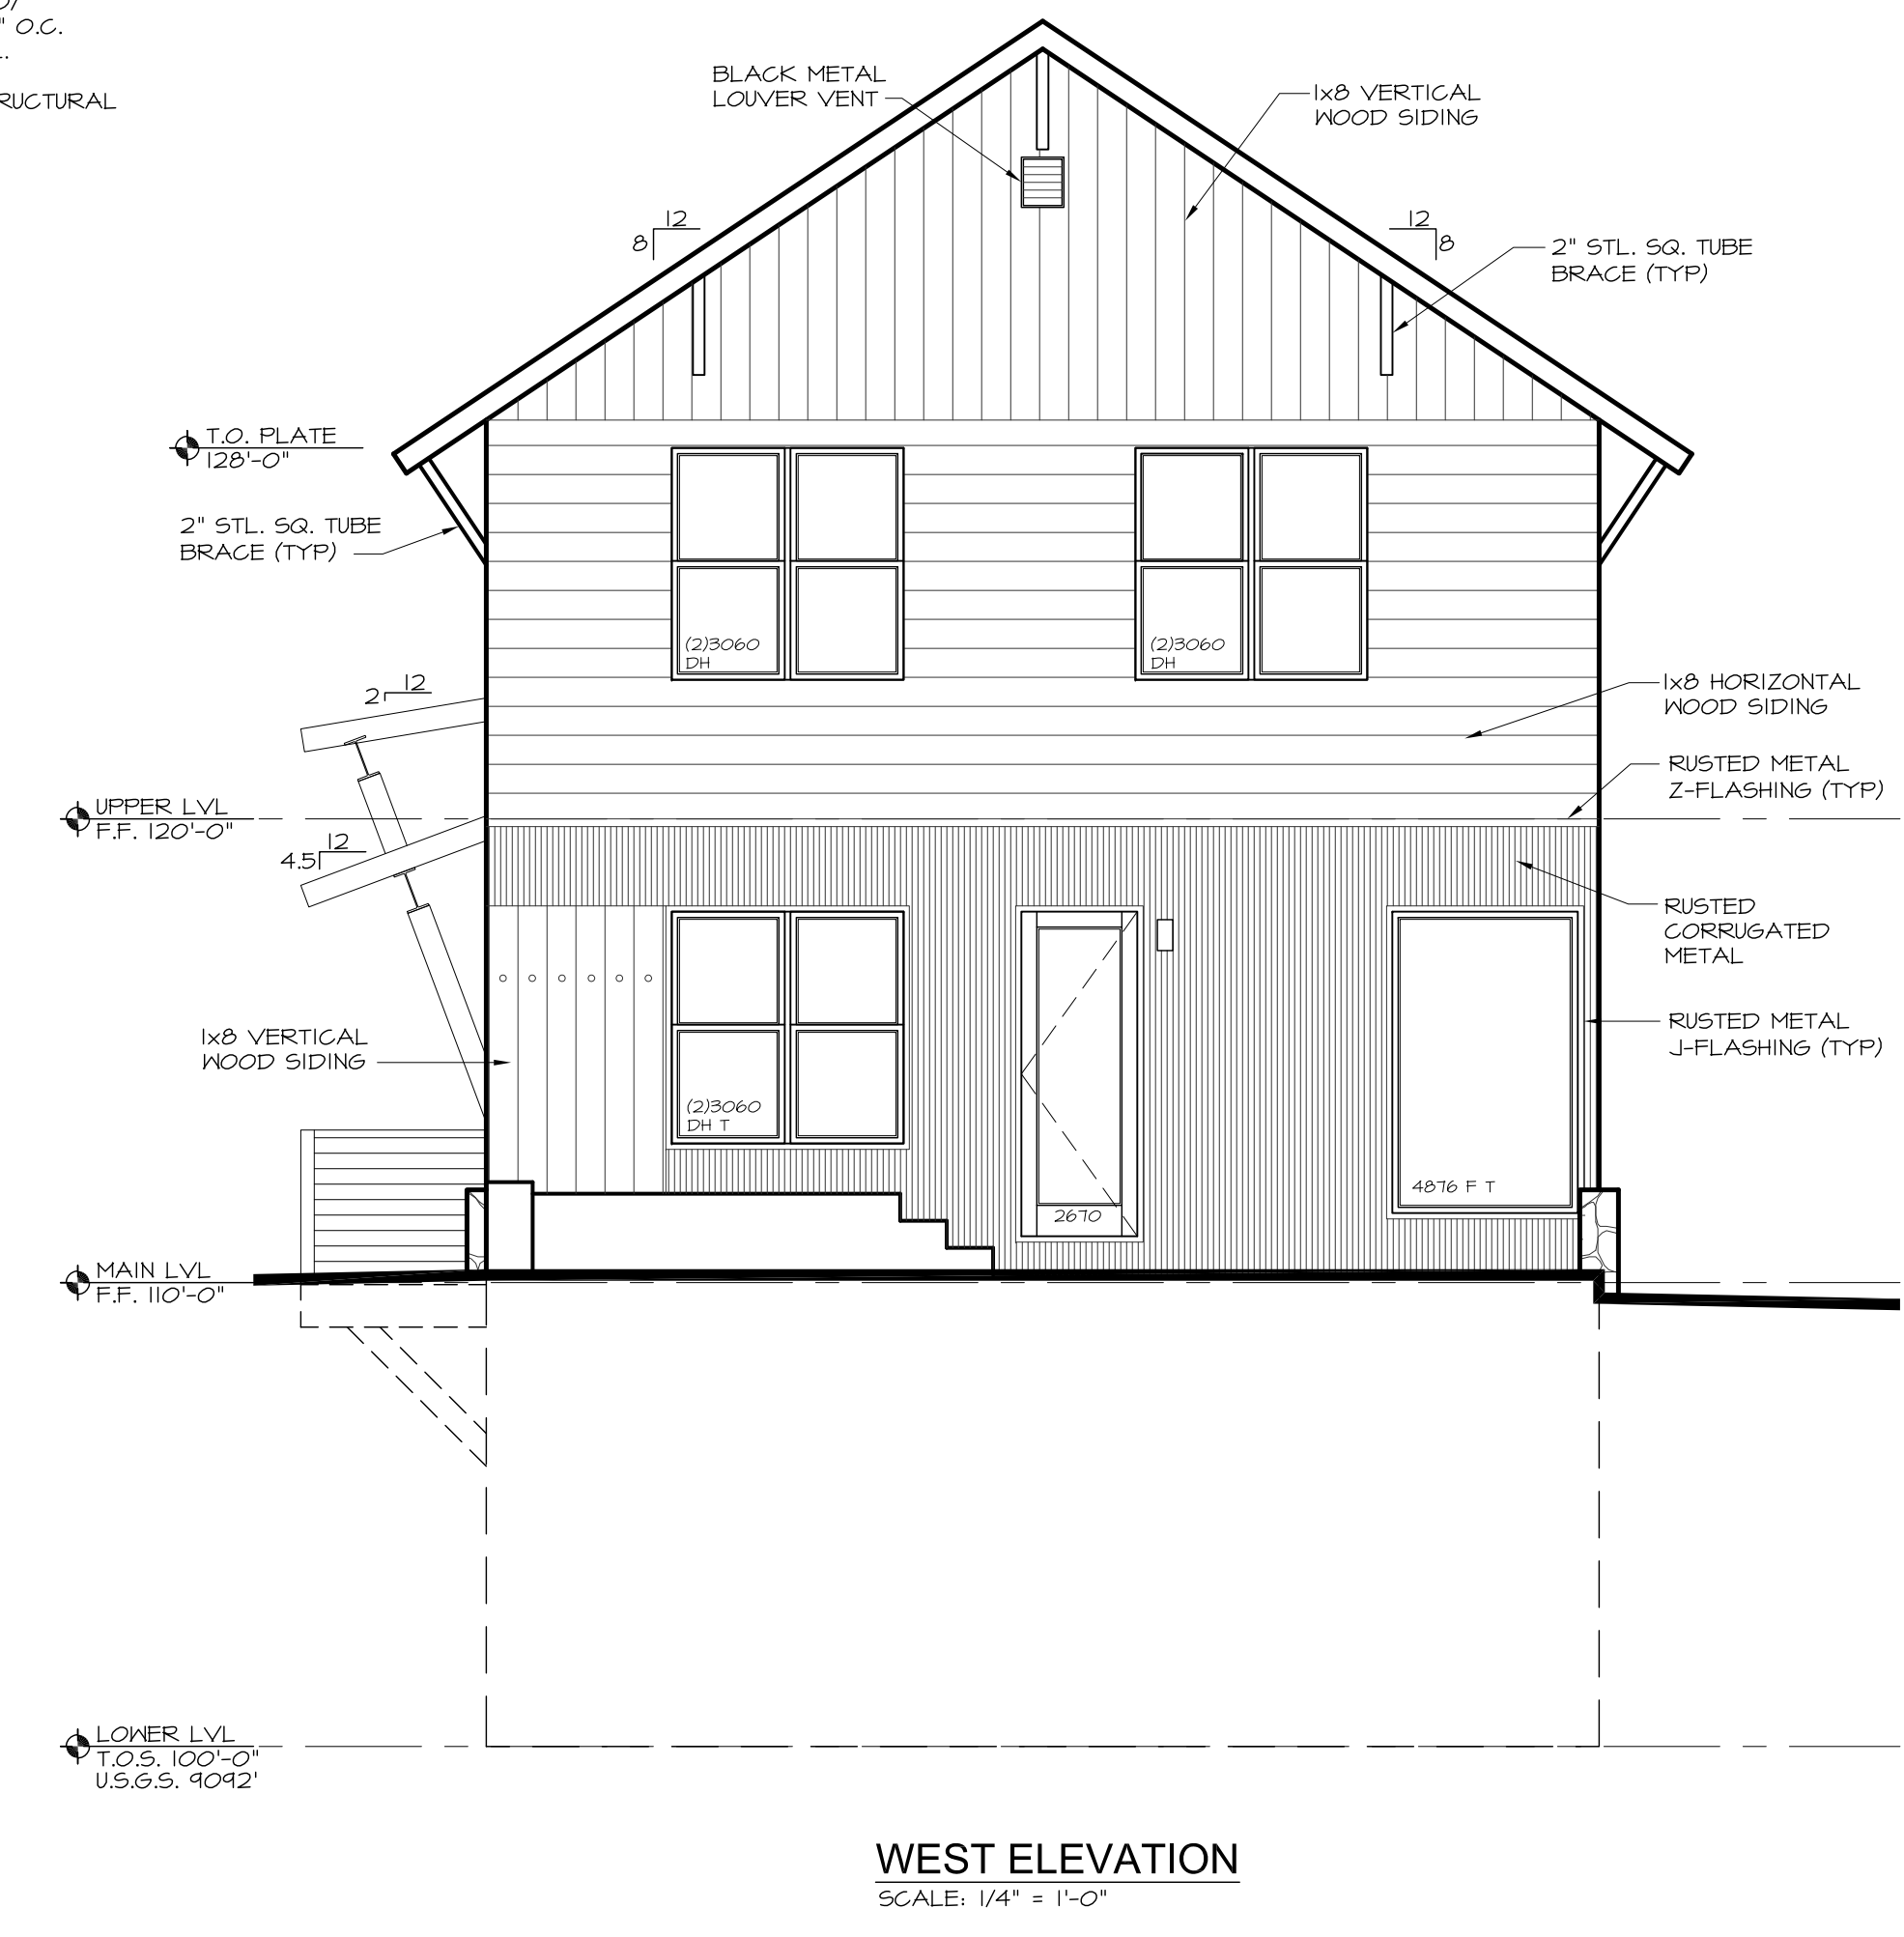 " O.C.
RUCTURAL
BLACK METAL
LOUVER VENT
1x8 VERTICAL
WOOD SIDING
12
8
12
8
2" STL. SQ. TUBE
BRACE (TYP)
T.O. PLATE
128'-0"
2" STL. SQ. TUBE
BRACE (TYP)
(2)3060
DH
(2)3060
DH
12
2
1x8 HORIZONTAL
WOOD SIDING
RUSTED METAL
Z-FLASHING (TYP)
UPPER LVL
F.F. 120'-0"
12
4.5
RUSTED
CORRUGATED
METAL
RUSTED METAL
J-FLASHING (TYP)
1x8 VERTICAL
WOOD SIDING
(2)3060
DH T
2670
4876 F T
MAIN LVL
F.F. 110'-0"
LOWER LVL
T.O.S. 100'-0"
U.S.G.S. 9092'
WEST ELEVATION
SCALE: 1/4" = 1'-0"